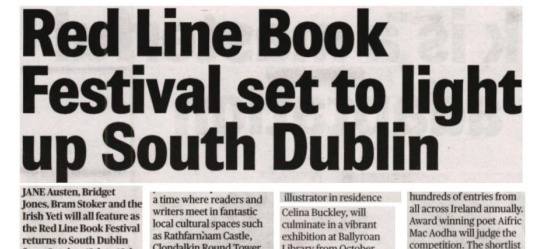 Red Line Book
Festival set to light
up South Dublin
JANE Austen, Bridget
Jones, Bram Stoker and the
Irish Yeti will all feature as
the Red Line Book Festival
returns to South Dublin
a time where readers and
writers meet in fantastic
local cultural spaces such
as Rathfarnham Castle,
Clondalkin Round Tower
illustrator in residence
Celina Buckley, will
culminate in a vibrant
exhibition at Ballyroan
Library from October
hundreds of entries from
all across Ireland annually.
Award winning poet Aifric
Mac Aodha will judge the
competition. The shortlist